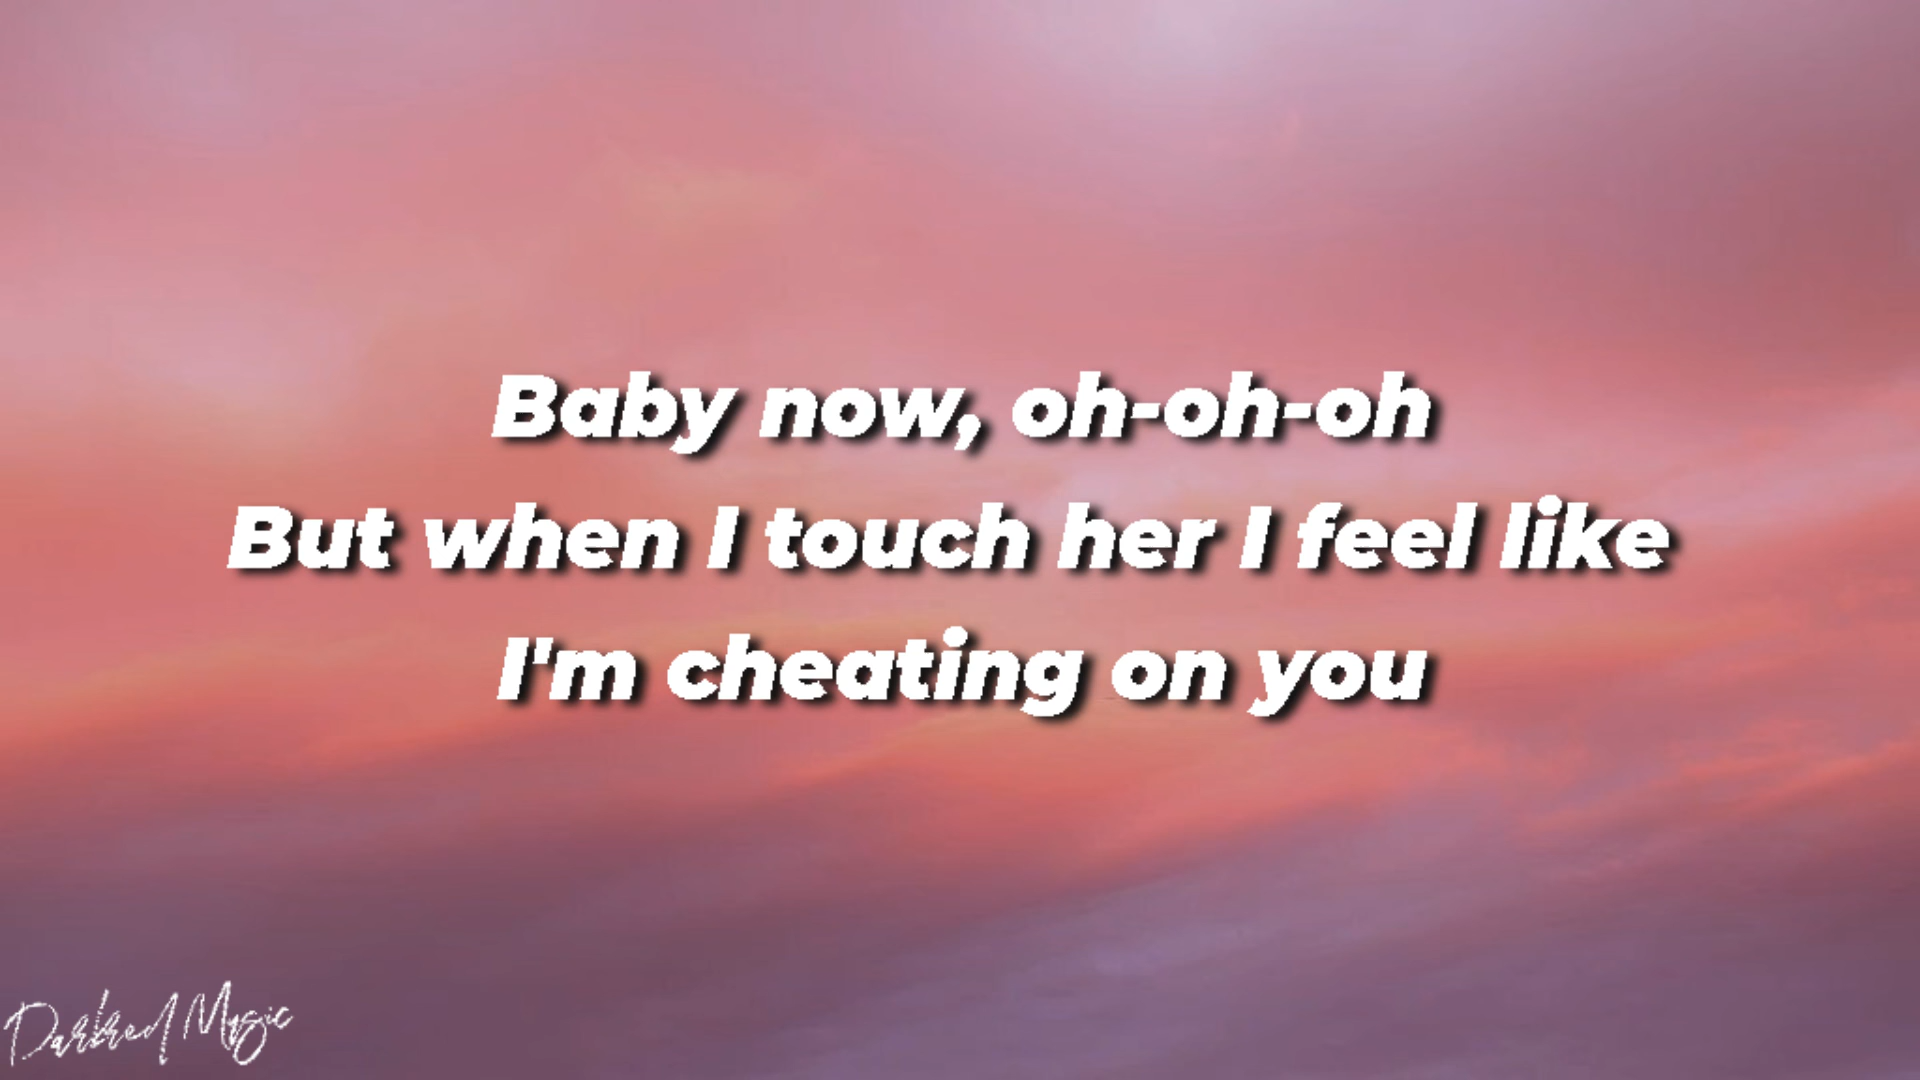 Baby now, oh-oh-oh
But when I touch her I feel like
I'm cheating on you
Darkred Music